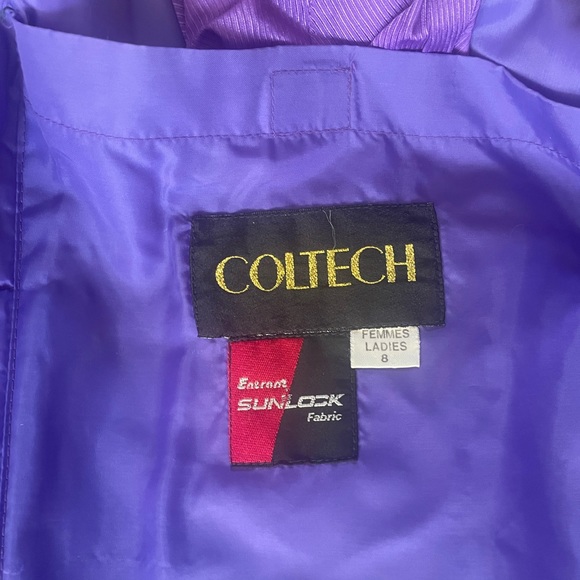 COLTECH
FEMMES
LADIES
8
Entrant
SUNLOCK
Fabric